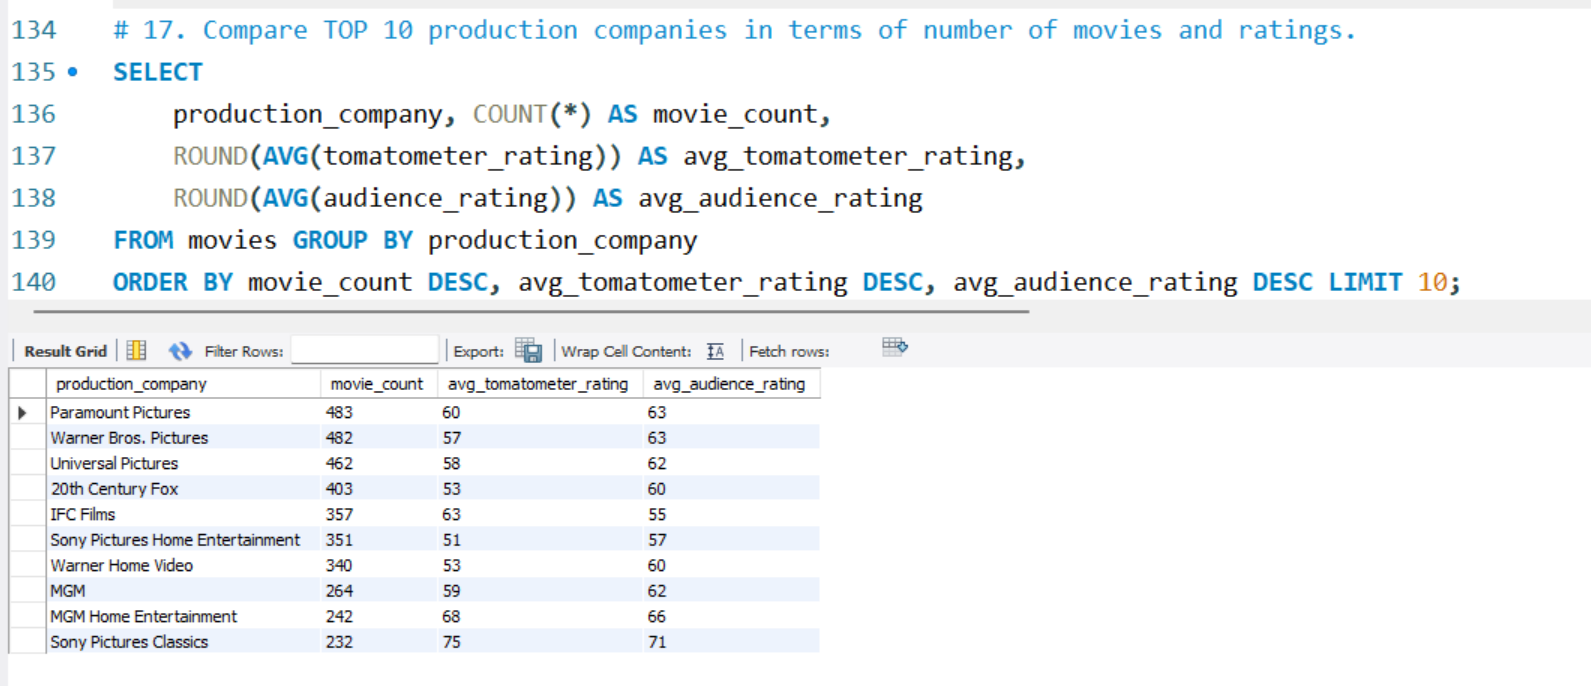 134 # 17. Compare TOP 10 production companies in terms of number of movies and ratings.
135 SELECT
136 production_company, COUNT(*) AS movie_count,
137 ROUND(AVG(tomatometer_rating)) AS avg_tomatometer_rating,
138 ROUND(AVG(audience_rating)) AS avg_audience_rating
139 FROM movies GROUP BY production_company
140 ORDER BY movie_count DESC, avg_tomatometer_rating DESC, avg_audience_rating DESC LIMIT 10;
Result Grid Filter Rows: Export: Wrap Cell Content: IA Fetch rows:
production_company movie_count avg_tomatometer_rating avg_audience_rating
Paramount Pictures 483 60 63
Warner Bros. Pictures 482 57 63
Universal Pictures 462 58 62
20th Century Fox 403 53 60
IFC Films 357 63 55
Sony Pictures Home Entertainment 351 51 57
Warner Home Video 340 53 60
MGM 264 59 62
MGM Home Entertainment 242 68 66
Sony Pictures Classics 232 75 71